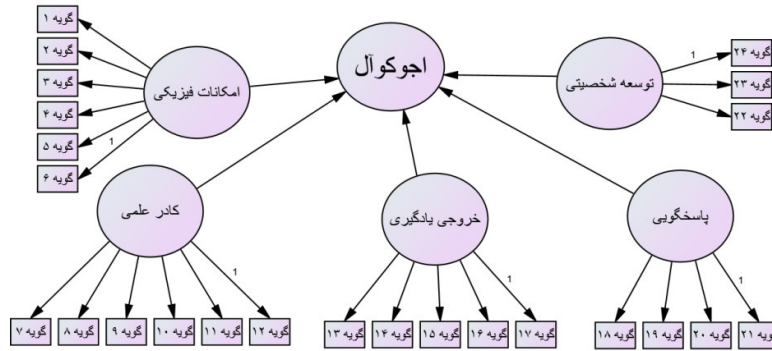 اجوکوآل
توسعه شخصیتی
1
گویه ۲۴
گویه ۲۳
گویه ۲۲
امکانات فیزیکی
گویه ۱
گویه ۲
گویه ۳
گویه ۴
گویه ۵
1
گویه ۶
پاسخگویی
1
گویه ۲۱
گویه ۲۰
گویه ۱۹
گویه ۱۸
خروجی یادگیری
1
گویه ۱۷
گویه ۱۶
گویه ۱۵
گویه ۱۴
گویه ۱۳
کادر علمی
1
گویه ۱۲
گویه ۱۱
گویه ۱۰
گویه ۹
گویه ۸
گویه ۷